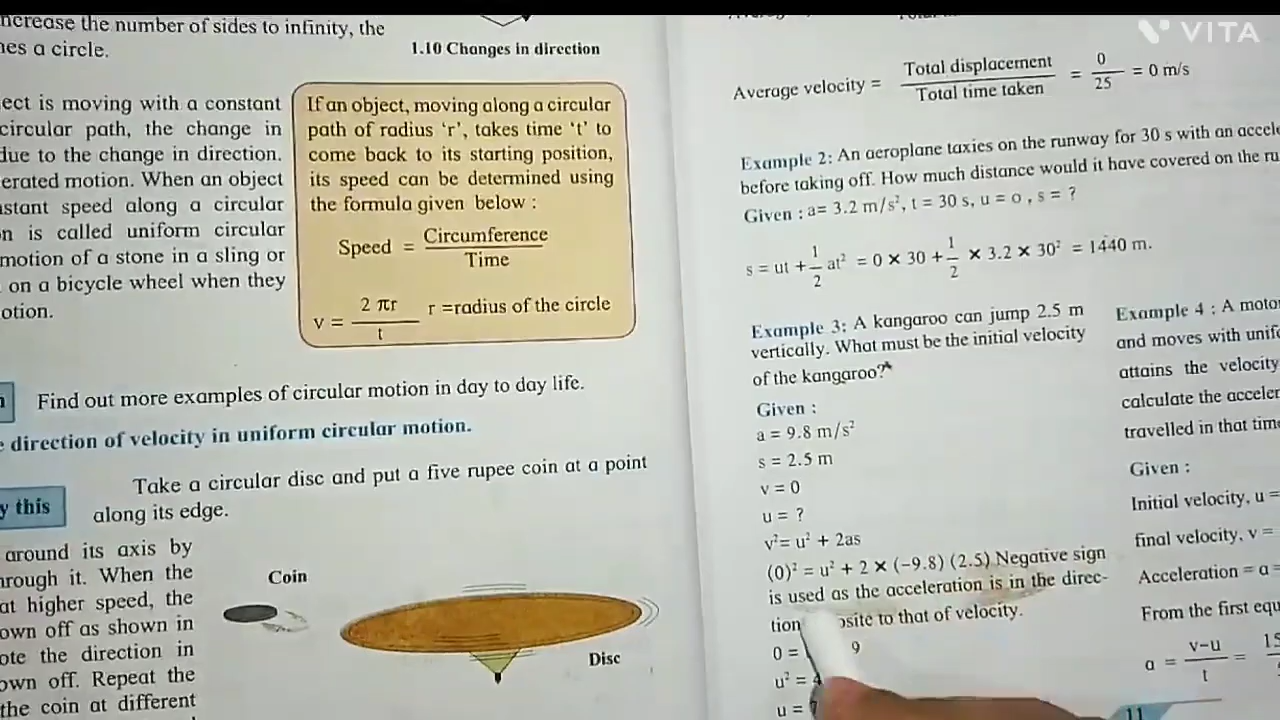 ncrease the number of sides to infinity, the
nes a circle.
1.10 Changes in direction
ect is moving with a constant
circular path, the change in
due to the change in direction.
erated motion. When an object
nstant speed along a circular
n is called uniform circular
motion of a stone in a sling or
on a bicycle wheel when they
otion.
If an object, moving along a circular
path of radius ‘r’, takes time ‘t’ to
come back to its starting position,
its speed can be determined using
the formula given below :
Speed = Circumference / Time
v = 2 πr / t r =radius of the circle
Find out more examples of circular motion in day to day life.
e direction of velocity in uniform circular motion.
y this
Take a circular disc and put a five rupee coin at a point
along its edge.
around its axis by
hrough it. When the
at higher speed, the
own off as shown in
ote the direction in
own off. Repeat the
the coin at different
Coin
Disc
VITA
Average velocity = Total displacement / Total time taken = 0 / 25 = 0 m/s
Example 2: An aeroplane taxies on the runway for 30 s with an accele
before taking off. How much distance would it have covered on the ru
Given : a= 3.2 m/s², t = 30 s, u = o , s = ?
s = ut + 1/2 at² = 0 × 30 + 1/2 × 3.2 × 30² = 1440 m.
Example 3: A kangaroo can jump 2.5 m
vertically. What must be the initial velocity
of the kangaroo?
Given :
a = 9.8 m/s²
s = 2.5 m
v = 0
u = ?
v²= u² + 2as
(0)² = u² + 2 × (−9.8) (2.5) Negative sign
is used as the acceleration is in the direc-
tion osite to that of velocity.
0 = 9
u² = 4
u = 7
Example 4 : A moto
and moves with unifo
attains the velocity
calculate the acceler
travelled in that time
Given :
Initial velocity, u =
final velocity, v =
Acceleration = a =
From the first equ
a = v−u / t = 15
11